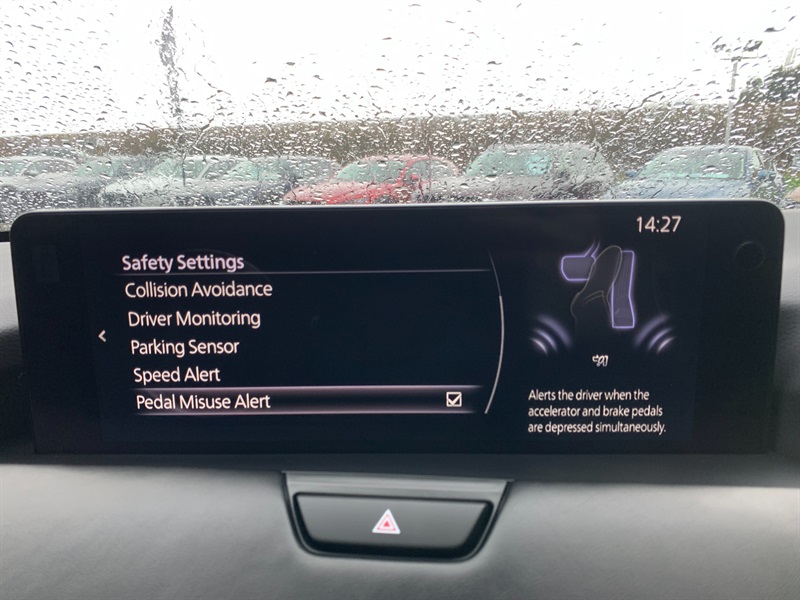 14:27
Safety Settings
Collision Avoidance
Driver Monitoring
Parking Sensor
Speed Alert
Pedal Misuse Alert
Alerts the driver when the
accelerator and brake pedals
are depressed simultaneously.